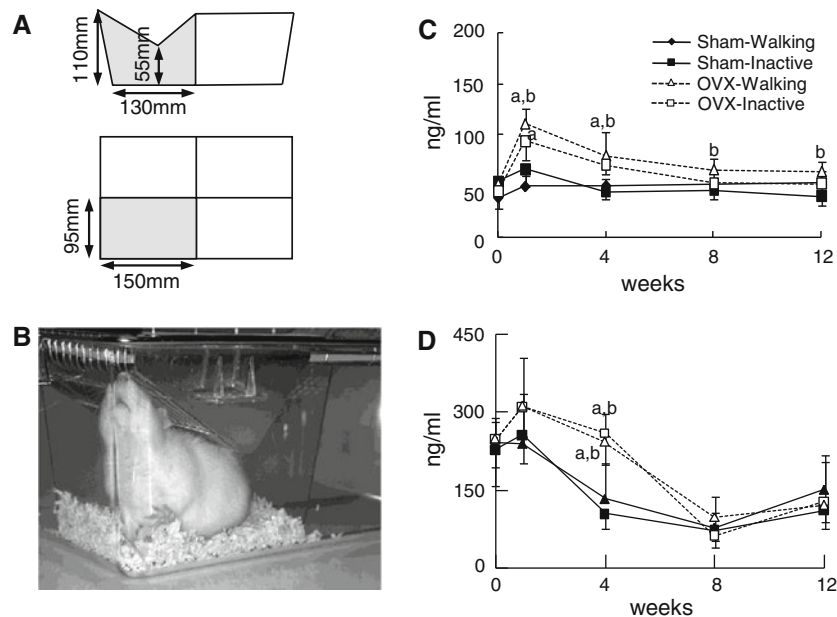 A
110mm
55mm
130mm
95mm
150mm
B
C
200
150
100
50
0
ng/ml
Sham-Walking
Sham-Inactive
OVX-Walking
OVX-Inactive
a,b
a
a,b
b
b
0
4
8
12
weeks
D
450
300
150
0
ng/ml
a,b
a,b
0
4
8
12
weeks